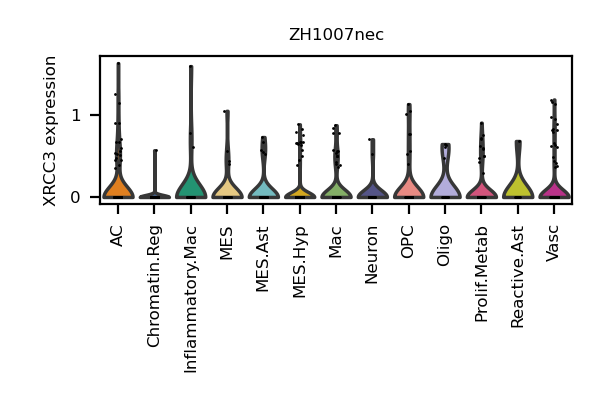 ZH1007nec
XRCC3 expression
1
0
AC
Chromatin.Reg
Inflammatory.Mac
MES
MES.Ast
MES.Hyp
Mac
Neuron
OPC
Oligo
Prolif.Metab
Reactive.Ast
Vasc